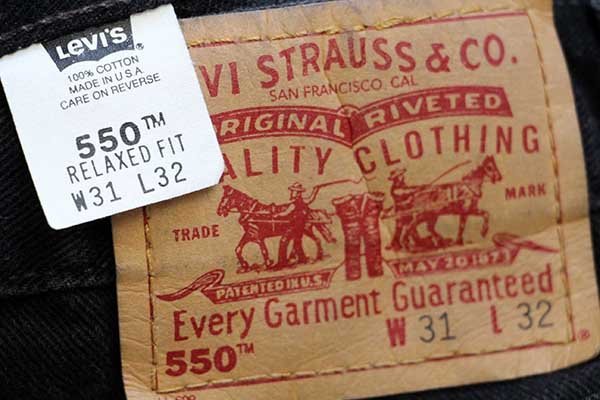 Levi's®
100% COTTON
MADE IN U.S.A
CARE ON REVERSE
550™
RELAXED FIT
W31 L32
VI STRAUSS & CO.
SAN FRANCISCO, CAL
RIGINAL RIVETED
ALITY CLOTHING
TRADE MARK
PATENTED IN U.S. MAY 20 1873
Every Garment Guaranteed
W 31 L 32
550™ ®